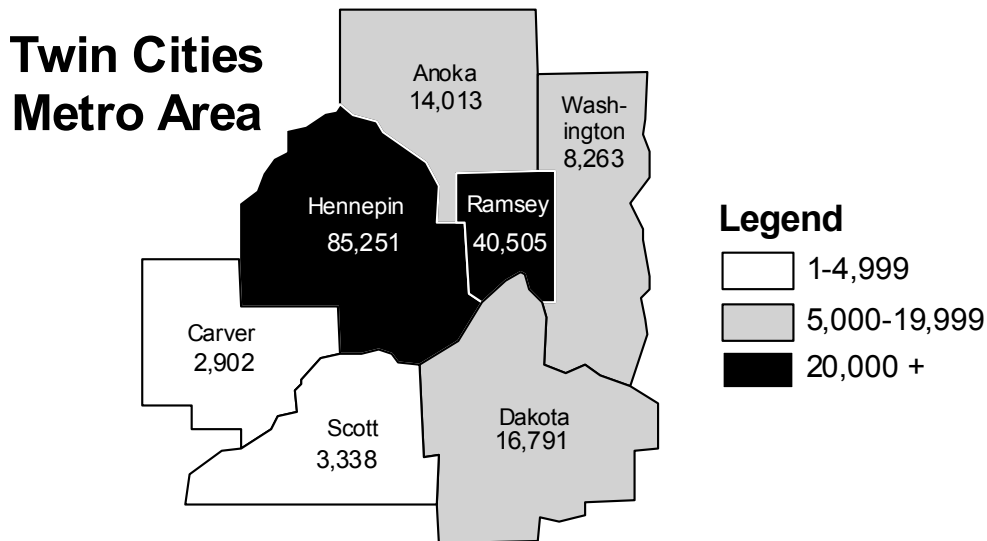 Twin Cities
Metro Area
Anoka
14,013
Wash-
ington
8,263
Hennepin
85,251
Ramsey
40,505
Carver
2,902
Scott
3,338
Dakota
16,791
Legend
1-4,999
5,000-19,999
20,000 +